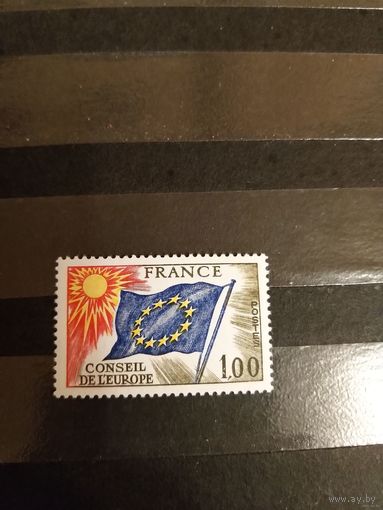 FRANCE
POSTES
CONSEIL
DE L'EUROPE
1,00
www.ay.by